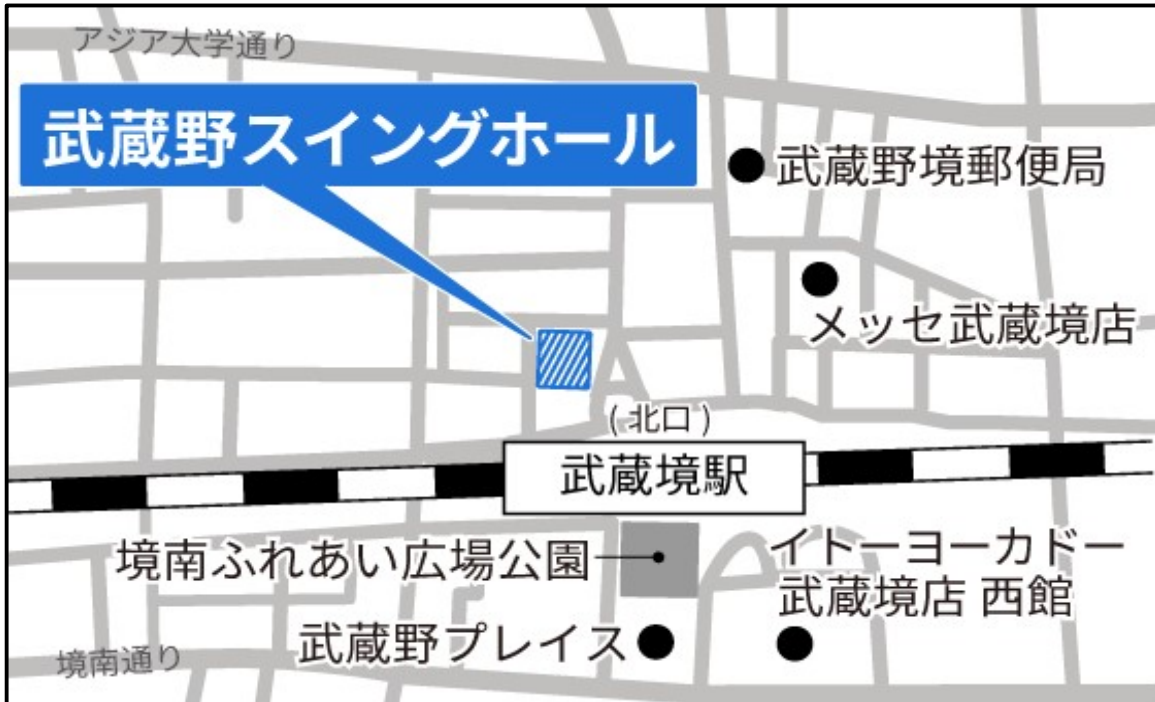 アジア大学通り
武蔵野スイングホール
武蔵野境郵便局
メッセ武蔵境店
(北口)
武蔵境駅
境南ふれあい広場公園
イトーヨーカドー
武蔵境店 西館
武蔵野プレイス
境南通り